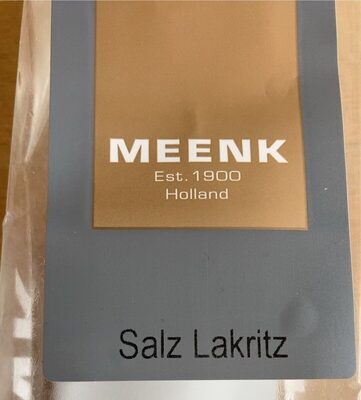 MEENK
Est. 1900
Holland
Salz Lakritz